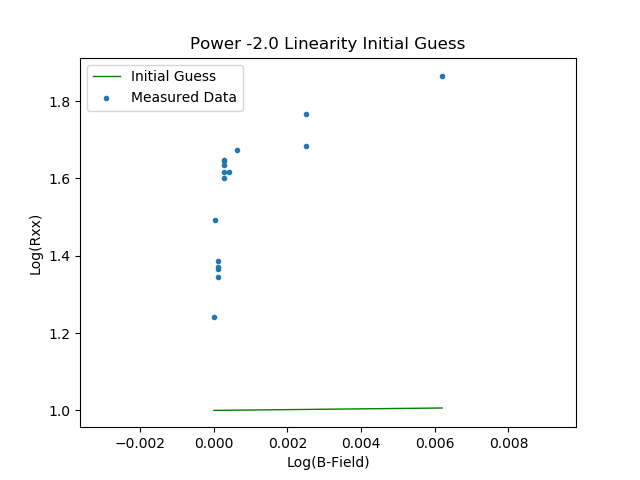 Power -2.0 Linearity Initial Guess
Initial Guess
Measured Data
Log(Rxx)
1.8
1.6
1.4
1.2
1.0
−0.002 0.000 0.002 0.004 0.006 0.008
Log(B-Field)